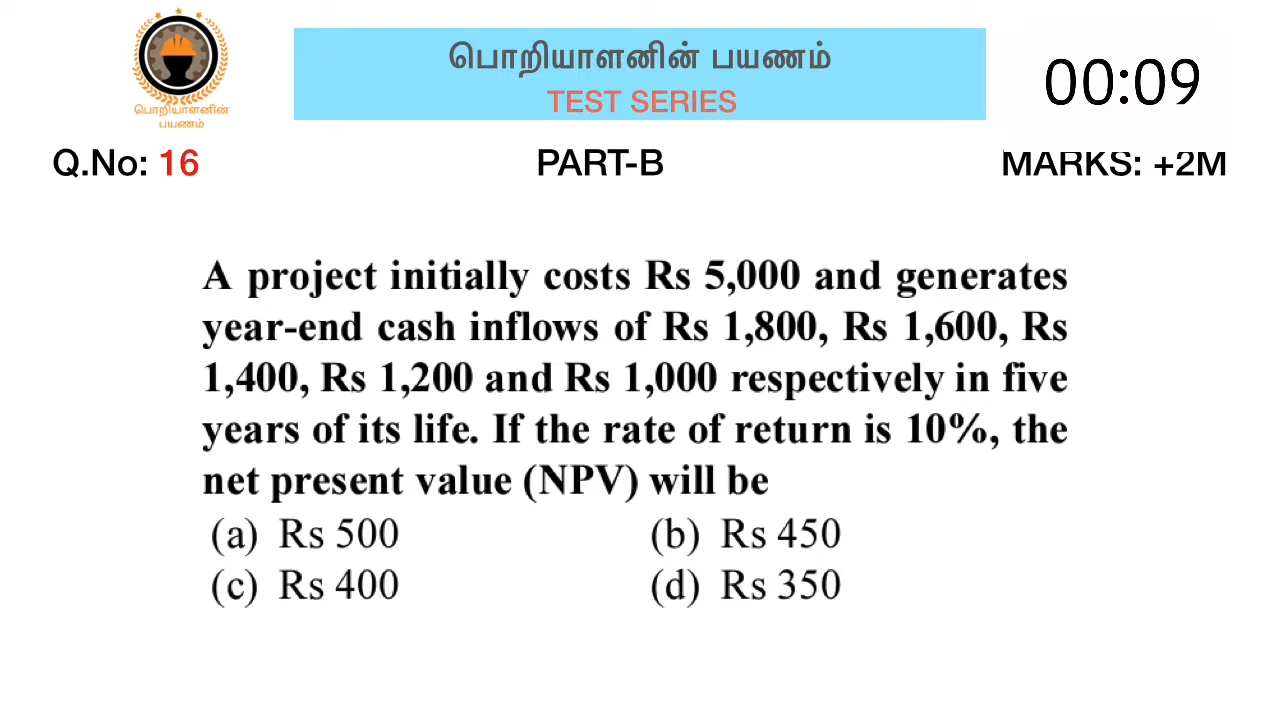 பொறியாளனின் பயணம்
TEST SERIES
00:09
பொறியாளனின்
பயணம்
Q.No: 16
PART-B
MARKS: +2M
A project initially costs Rs 5,000 and generates
year-end cash inflows of Rs 1,800, Rs 1,600, Rs
1,400, Rs 1,200 and Rs 1,000 respectively in five
years of its life. If the rate of return is 10%, the
net present value (NPV) will be
(a) Rs 500
(b) Rs 450
(c) Rs 400
(d) Rs 350